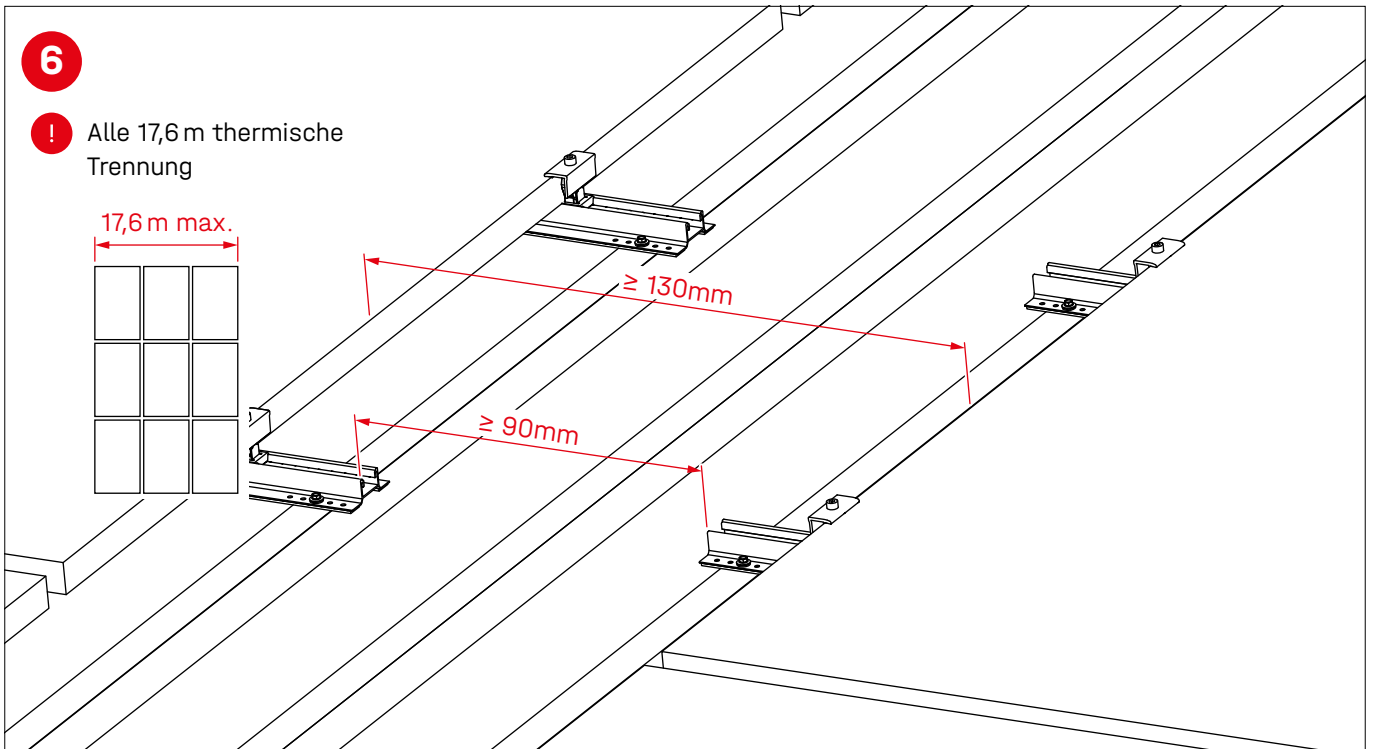 6
! Alle 17,6 m thermische
Trennung
17,6 m max.
≥ 130mm
≥ 90mm